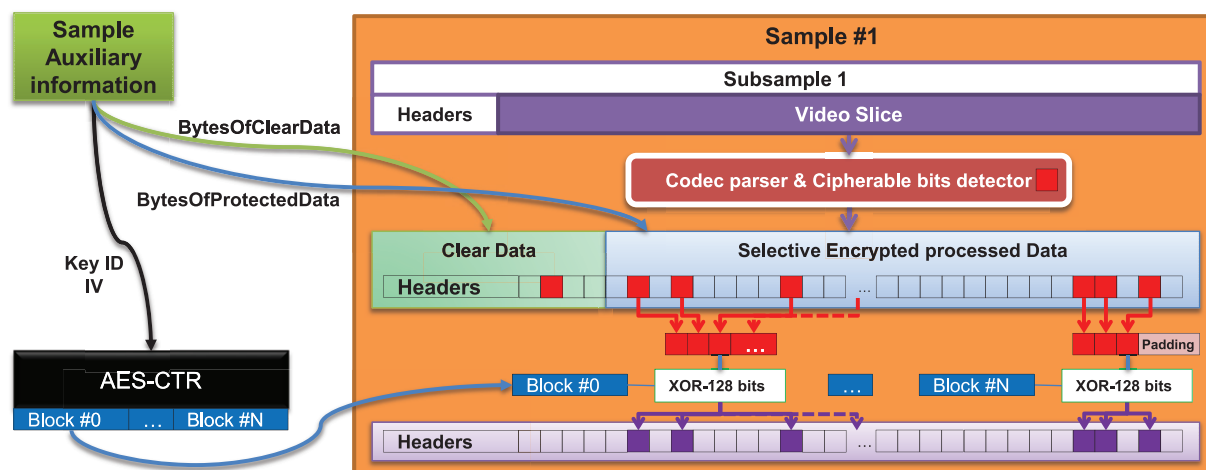 Sample
Auxiliary
information
BytesOfClearData
BytesOfProtectedData
Key ID
IV
AES-CTR
Block #0
...
Block #N
Sample #1
Subsample 1
Headers
Video Slice
Codec parser & Cipherable bits detector
Clear Data
Selective Encrypted processed Data
Headers
...
...
Padding
Block #0
XOR-128 bits
...
Block #N
XOR-128 bits
Headers
...